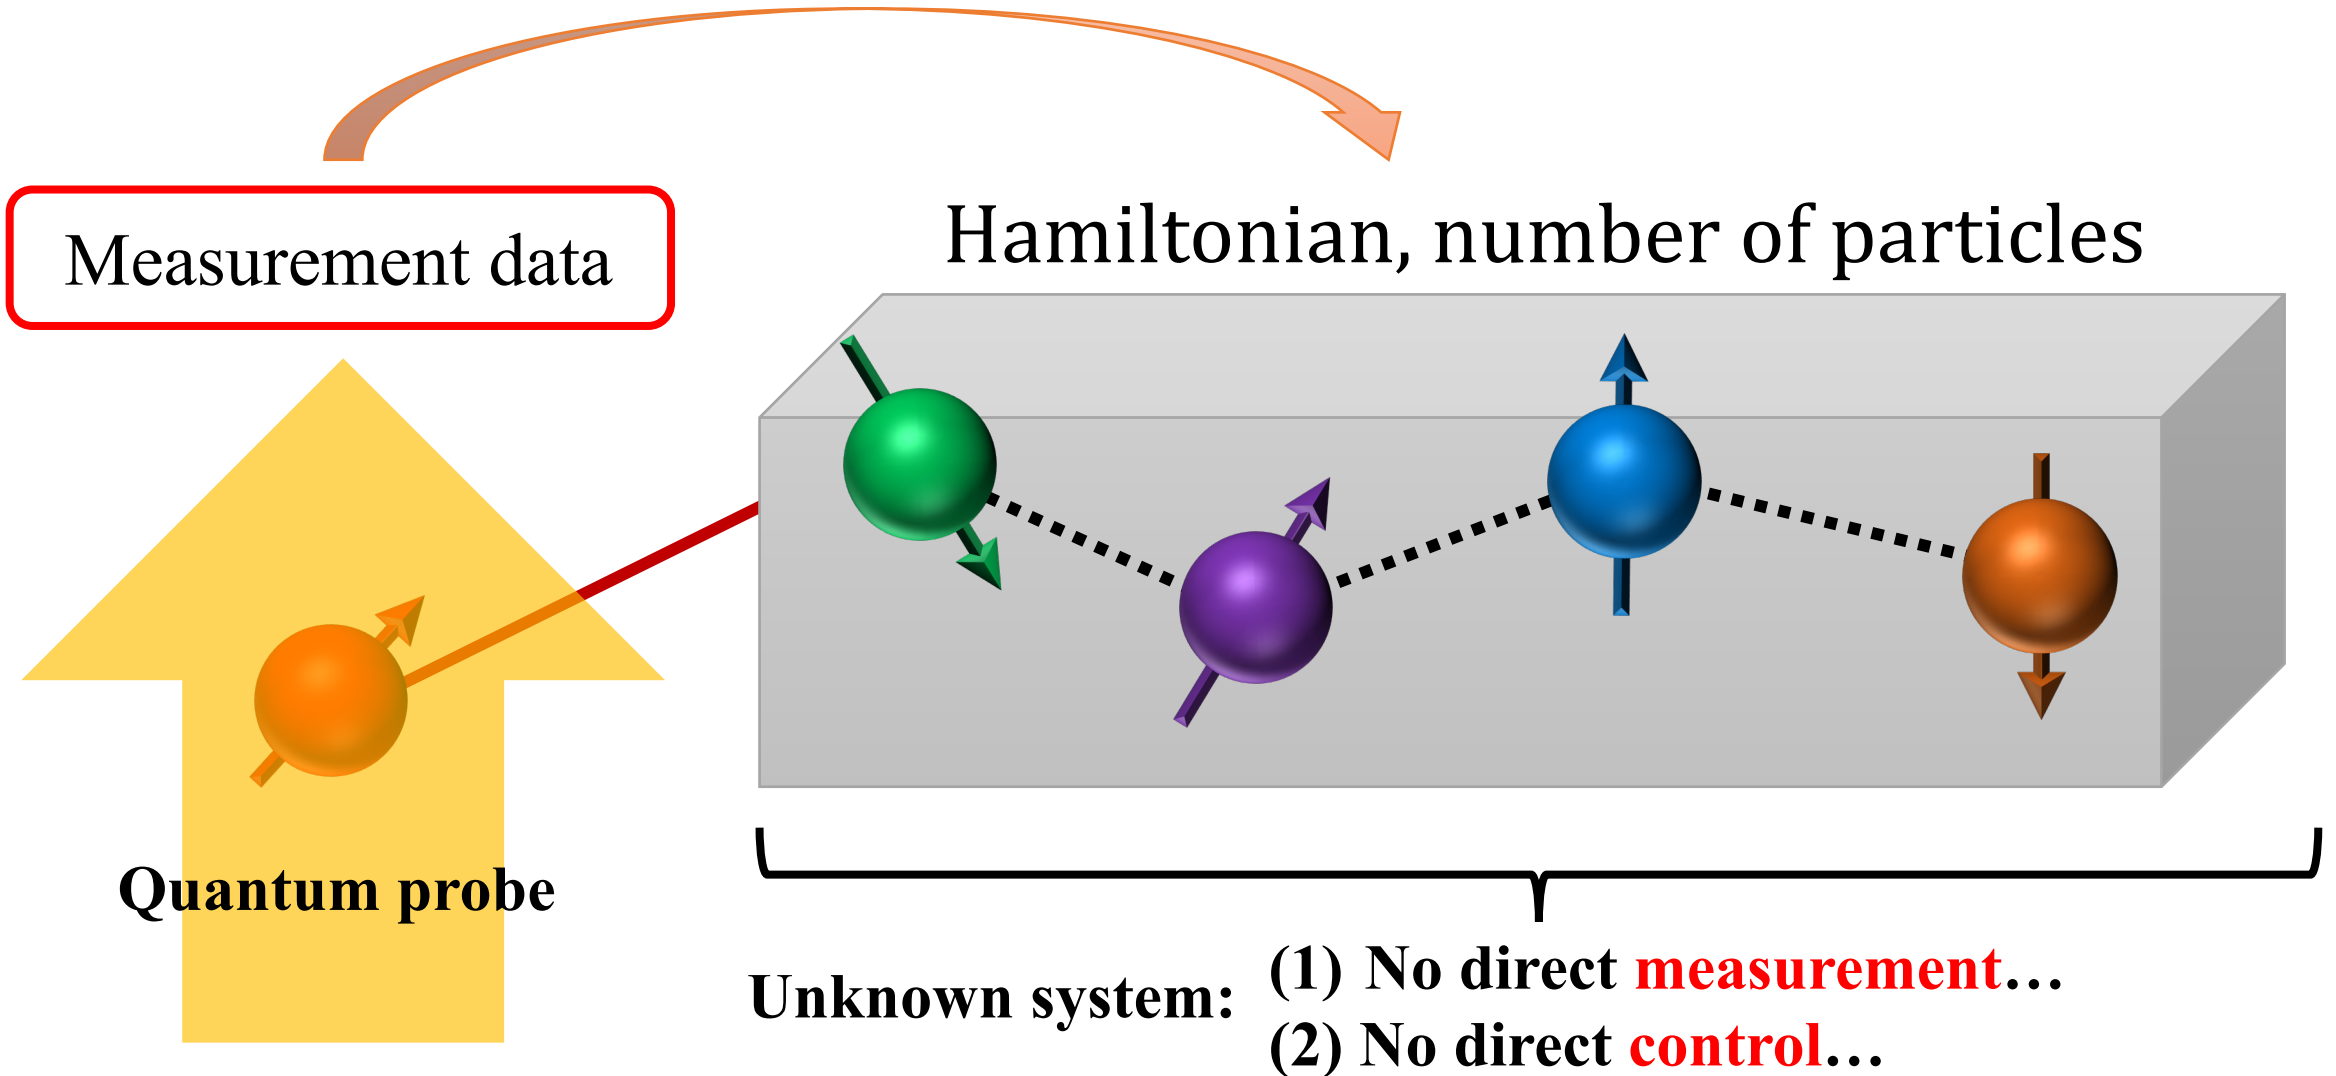 Measurement data
Hamiltonian, number of particles
Quantum probe
Unknown system:
(1) No direct measurement...
(2) No direct control...